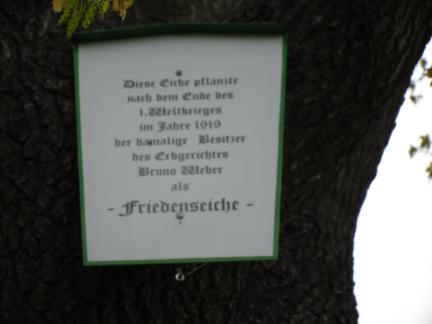 Diese Eiche pflanzte
nach dem Ende des
1. Weltkrieges
im Jahre 1919
der damalige Besitzer
des Erbgerichtes
Bruno Weber
als
- Friedenseiche -